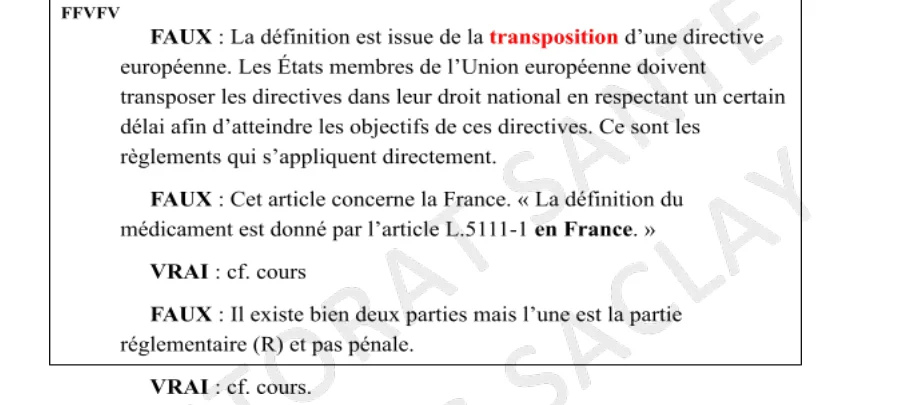 FFVFV
FAUX : La définition est issue de la transposition d’une directive
européenne. Les États membres de l’Union européenne doivent
transposer les directives dans leur droit national en respectant un certain
délai afin d’atteindre les objectifs de ces directives. Ce sont les
règlements qui s’appliquent directement.
FAUX : Cet article concerne la France. « La définition du
médicament est donné par l’article L.5111-1 en France. »
VRAI : cf. cours
FAUX : Il existe bien deux parties mais l’une est la partie
réglementaire (R) et pas pénale.
VRAI : cf. cours.
TORAT SANTE
SACLAY